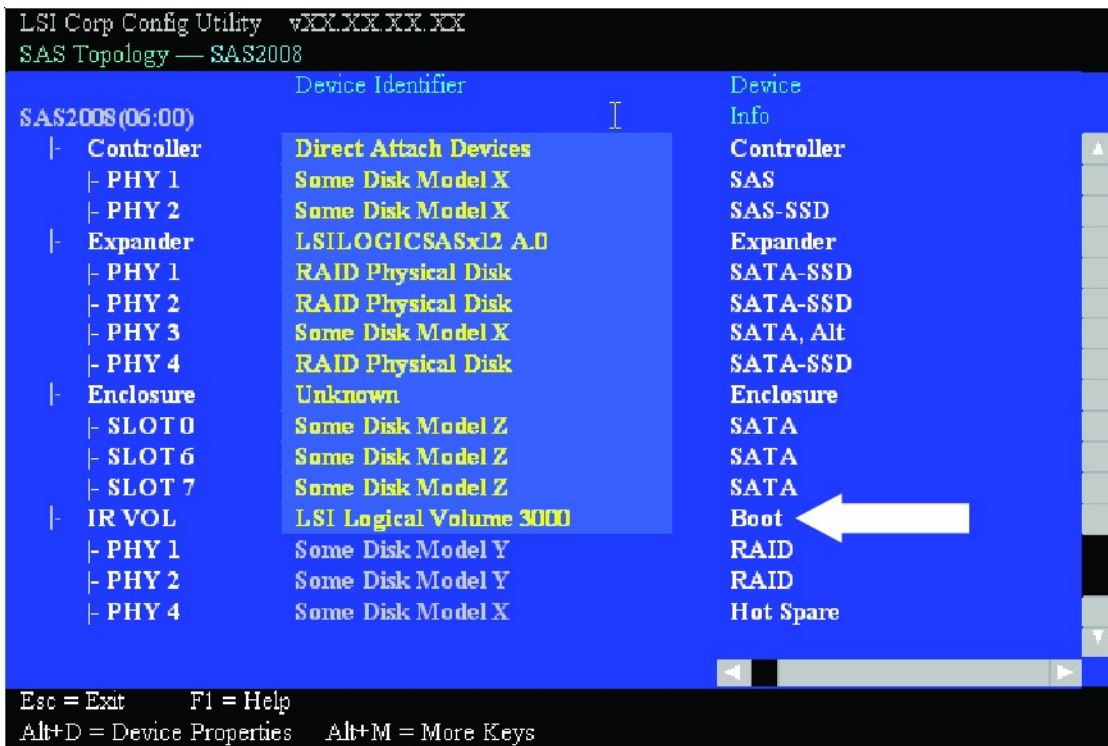 LSI Corp Config Utility vXX.XX.XX.XX
SAS Topology — SAS2008
Device Identifier Device
SAS2008(06:00) Info
|- Controller Direct Attach Devices Controller
|- PHY 1 Some Disk Model X SAS
|- PHY 2 Some Disk Model X SAS-SSD
|- Expander LSILOGICSASx12 A.0 Expander
|- PHY 1 RAID Physical Disk SATA-SSD
|- PHY 2 RAID Physical Disk SATA-SSD
|- PHY 3 Some Disk Model X SATA, Alt
|- PHY 4 RAID Physical Disk SATA-SSD
|- Enclosure Unknown Enclosure
|- SLOT 0 Some Disk Model Z SATA
|- SLOT 6 Some Disk Model Z SATA
|- SLOT 7 Some Disk Model Z SATA
|- IR VOL LSI Logical Volume 3000 Boot
|- PHY 1 Some Disk Model Y RAID
|- PHY 2 Some Disk Model Y RAID
|- PHY 4 Some Disk Model X Hot Spare
Esc = Exit F1 = Help
Alt+D = Device Properties Alt+M = More Keys